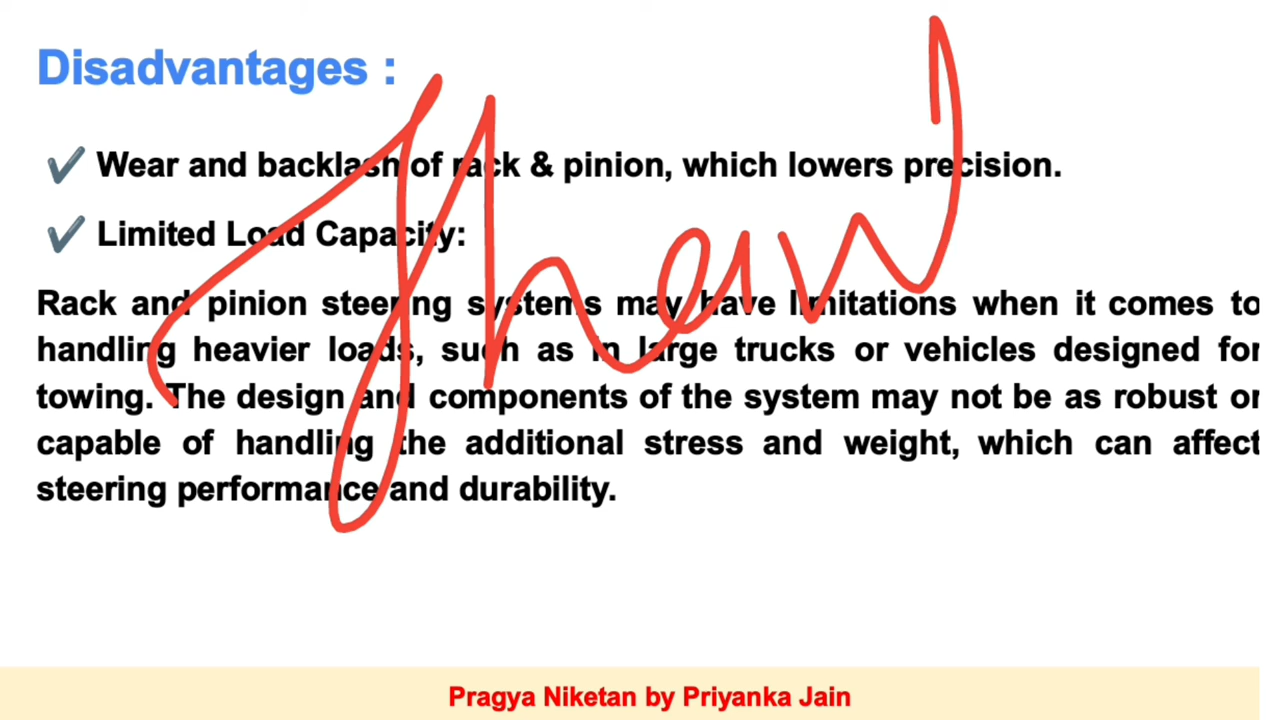 Disadvantages :
✔ Wear and backlash of rack & pinion, which lowers precision.
✔ Limited Load Capacity:
Rack and pinion steering systems may have limitations when it comes to
handling heavier loads, such as in large trucks or vehicles designed for
towing. The design and components of the system may not be as robust or
capable of handling the additional stress and weight, which can affect
steering performance and durability.
Pragya Niketan by Priyanka Jain